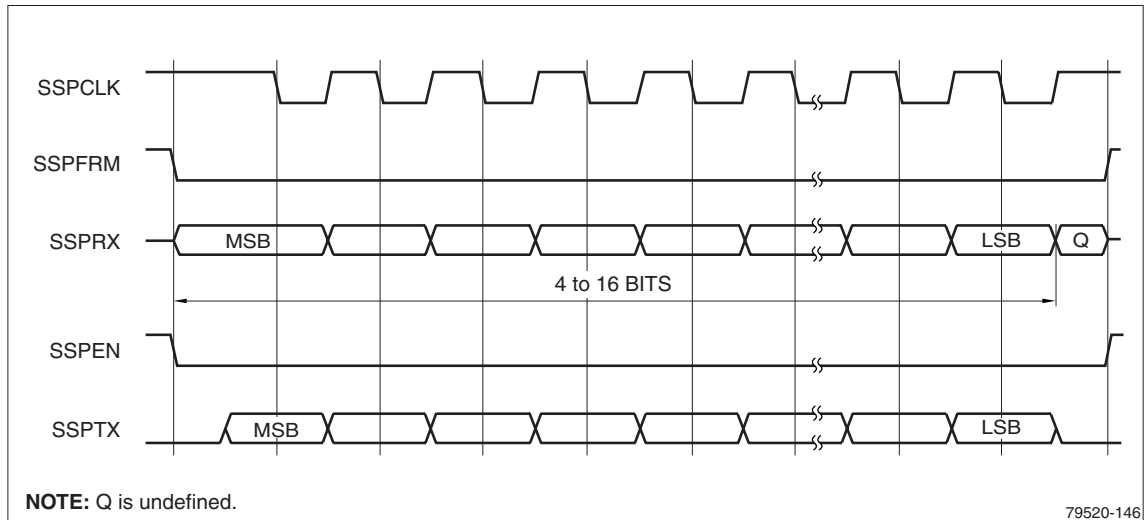 SSPCLK
SSPFRM
SSPRX
MSB
LSB
Q
4 to 16 BITS
SSPEN
SSPTX
MSB
LSB
NOTE: Q is undefined.
79520-146